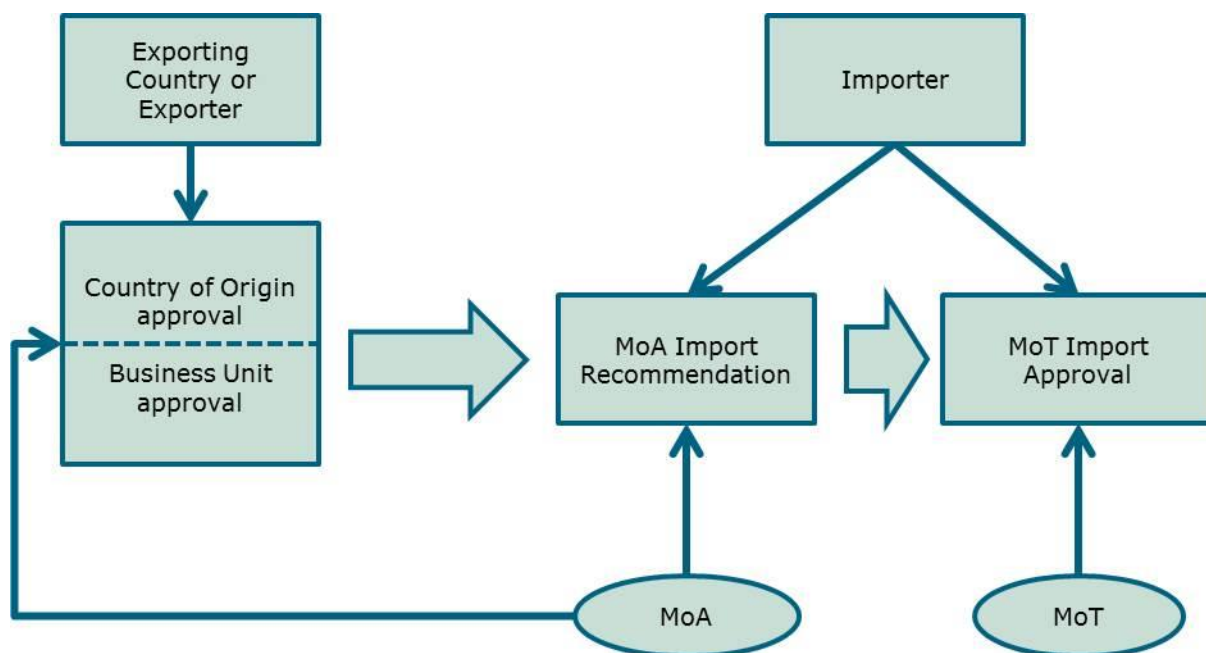 Exporting
Country or
Exporter
Importer
Country of Origin
approval
Business Unit
approval
MoA Import
Recommendation
MoT Import
Approval
MoA
MoT